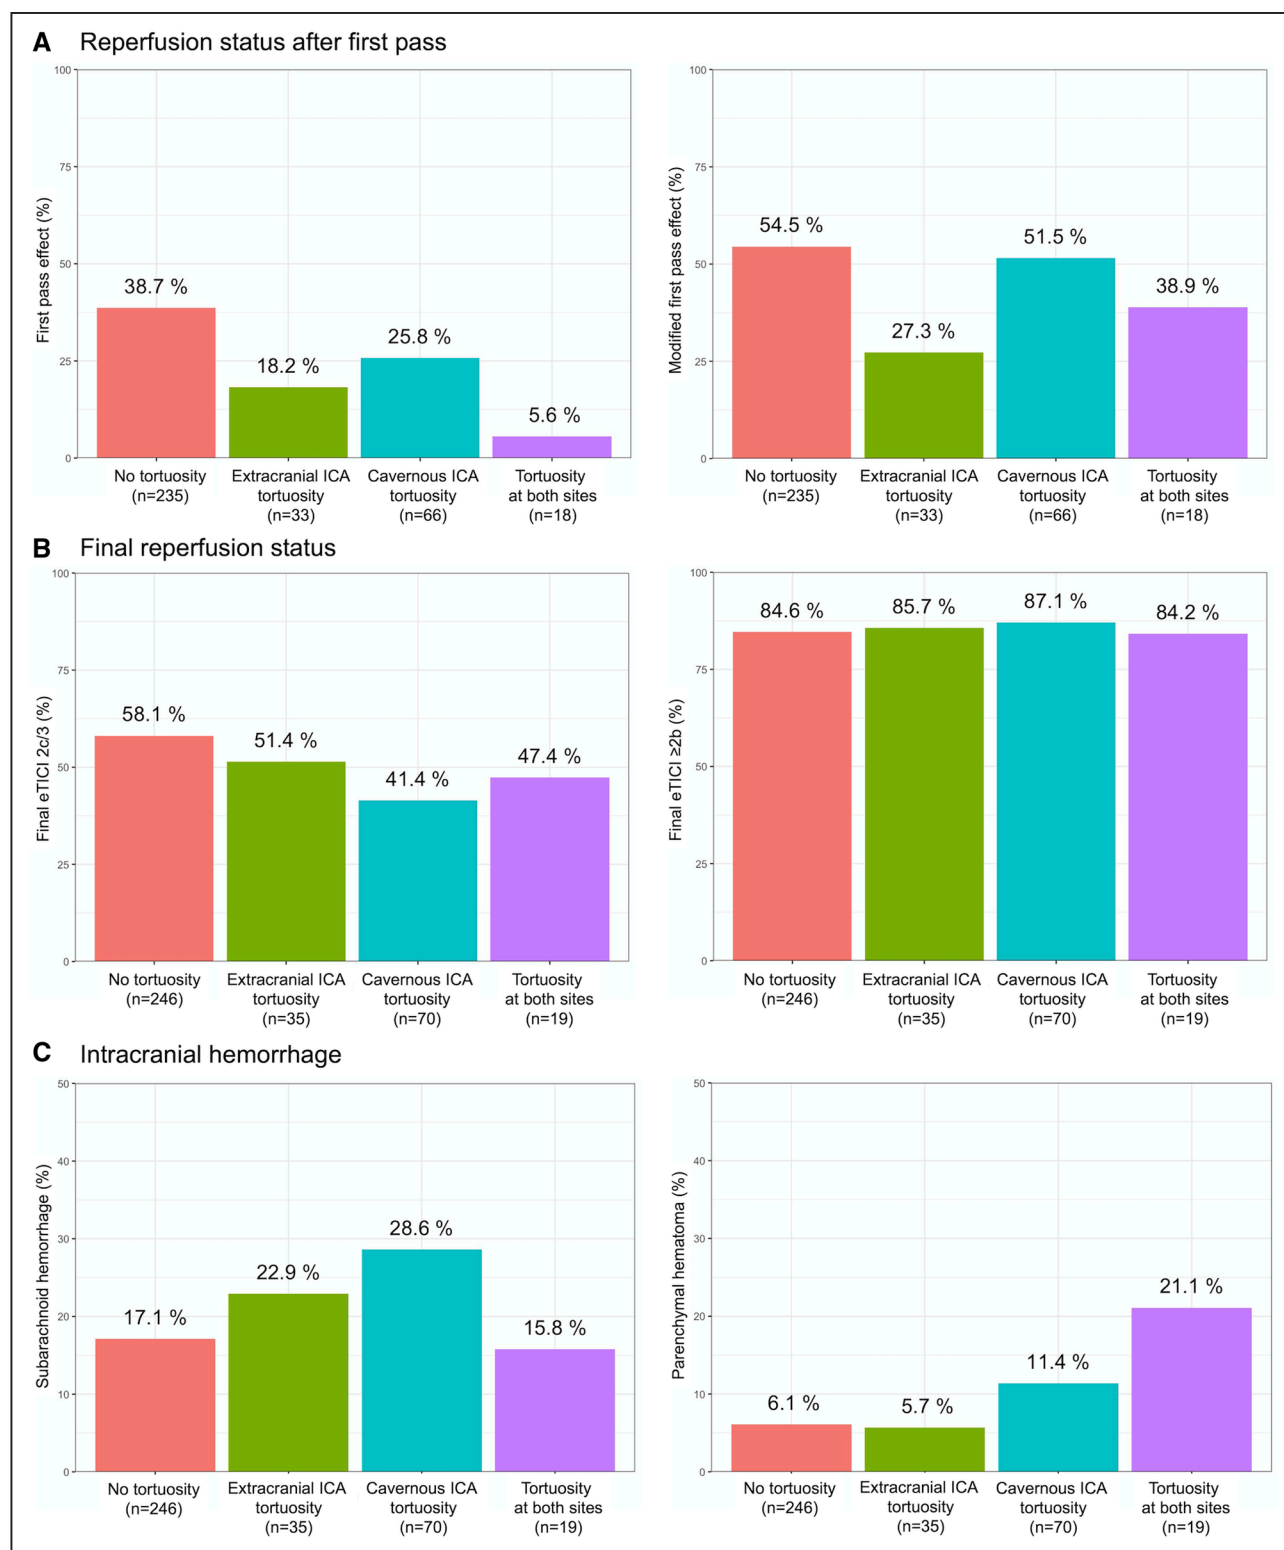 A Reperfusion status after first pass
First pass effect (%)
100
75
50
25
0
38.7 %
18.2 %
25.8 %
5.6 %
No tortuosity
(n=235)
Extracranial ICA
tortuosity
(n=33)
Cavernous ICA
tortuosity
(n=66)
Tortuosity
at both sites
(n=18)
Modified first pass effect (%)
100
75
50
25
0
54.5 %
27.3 %
51.5 %
38.9 %
No tortuosity
(n=235)
Extracranial ICA
tortuosity
(n=33)
Cavernous ICA
tortuosity
(n=66)
Tortuosity
at both sites
(n=18)
B Final reperfusion status
Final eTICI 2c/3 (%)
100
75
50
25
0
58.1 %
51.4 %
41.4 %
47.4 %
No tortuosity
(n=246)
Extracranial ICA
tortuosity
(n=35)
Cavernous ICA
tortuosity
(n=70)
Tortuosity
at both sites
(n=19)
Final eTICI ≥2b (%)
100
75
50
25
0
84.6 %
85.7 %
87.1 %
84.2 %
No tortuosity
(n=246)
Extracranial ICA
tortuosity
(n=35)
Cavernous ICA
tortuosity
(n=70)
Tortuosity
at both sites
(n=19)
C Intracranial hemorrhage
Subarachnoid hemorrhage (%)
50
40
30
20
10
0
17.1 %
22.9 %
28.6 %
15.8 %
No tortuosity
(n=246)
Extracranial ICA
tortuosity
(n=35)
Cavernous ICA
tortuosity
(n=70)
Tortuosity
at both sites
(n=19)
Parenchymal hematoma (%)
50
40
30
20
10
0
6.1 %
5.7 %
11.4 %
21.1 %
No tortuosity
(n=246)
Extracranial ICA
tortuosity
(n=35)
Cavernous ICA
tortuosity
(n=70)
Tortuosity
at both sites
(n=19)